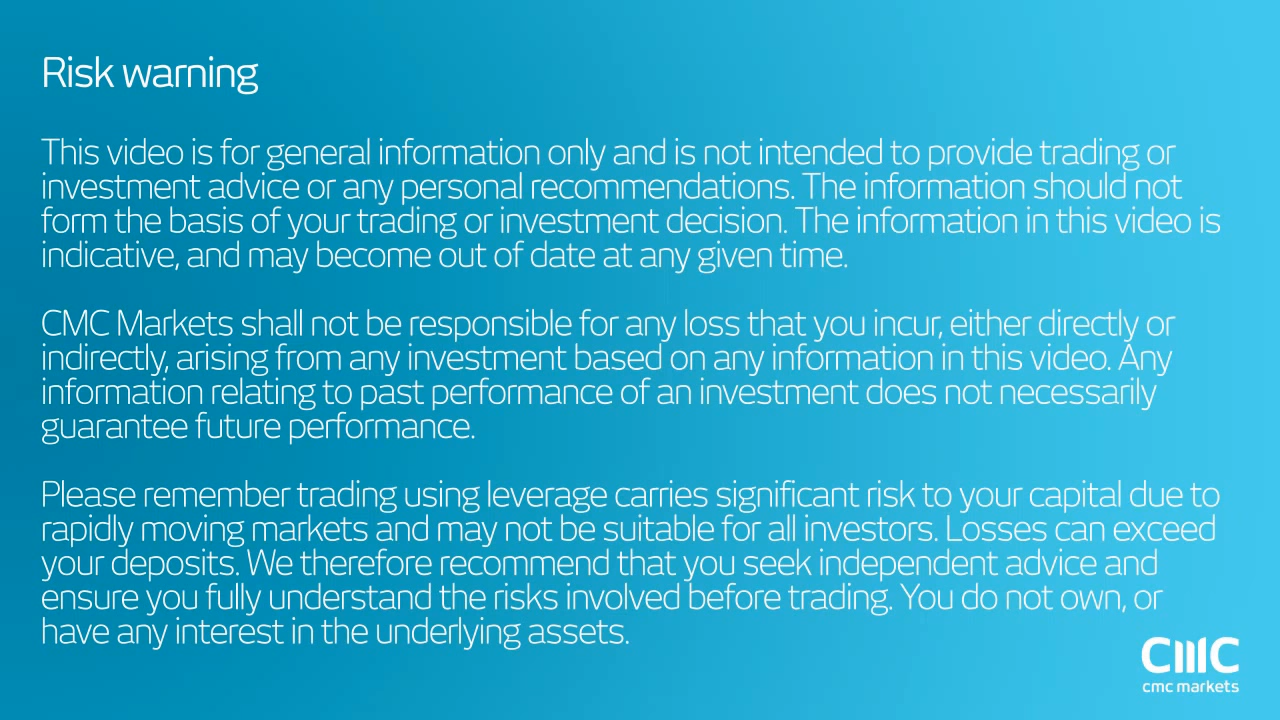 Risk warning
This video is for general information only and is not intended to provide trading or
investment advice or any personal recommendations. The information should not
form the basis of your trading or investment decision. The information in this video is
indicative, and may become out of date at any given time.
CMC Markets shall not be responsible for any loss that you incur, either directly or
indirectly, arising from any investment based on any information in this video. Any
information relating to past performance of an investment does not necessarily
guarantee future performance.
Please remember trading using leverage carries significant risk to your capital due to
rapidly moving markets and may not be suitable for all investors. Losses can exceed
your deposits. We therefore recommend that you seek independent advice and
ensure you fully understand the risks involved before trading. You do not own, or
have any interest in the underlying assets.
CMC
cmc markets